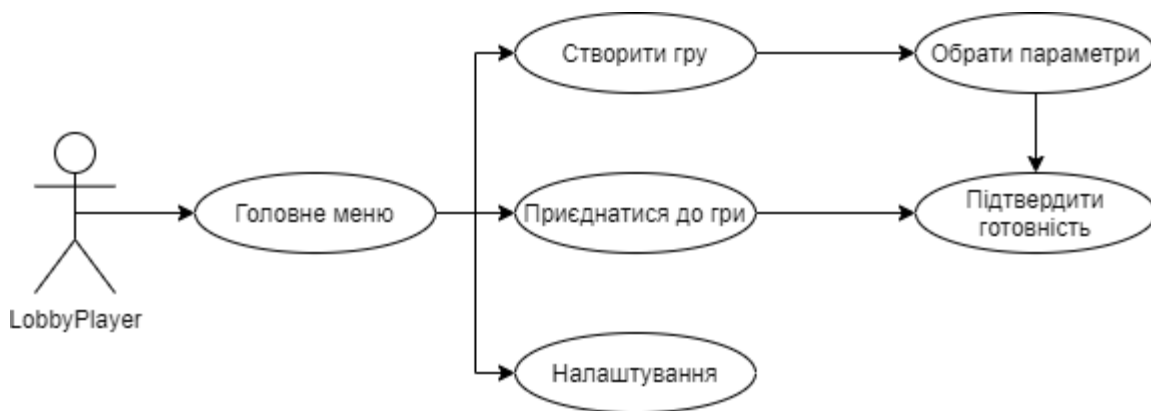 Створити гру
Обрати параметри
Головне меню
Приєднатися до гри
Підтвердити
готовність
LobbyPlayer
Налаштування